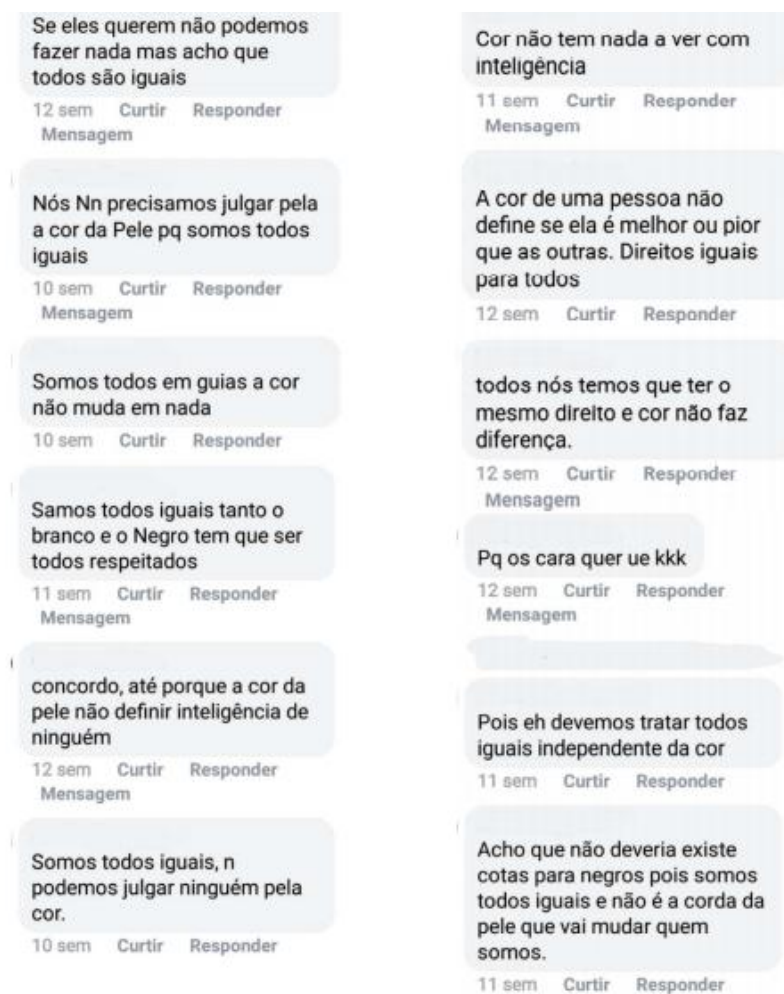 Se eles querem não podemos
fazer nada mas acho que
todos são iguais
12 sem Curtir Responder
Mensagem
Nós Nn precisamos julgar pela
a cor da Pele pq somos todos
iguais
10 sem Curtir Responder
Mensagem
Somos todos em guias a cor
não muda em nada
10 sem Curtir Responder
Samos todos iguais tanto o
branco e o Negro tem que ser
todos respeitados
11 sem Curtir Responder
Mensagem
concordo, até porque a cor da
pele não definir inteligência de
ninguém
12 sem Curtir Responder
Mensagem
Somos todos iguais, n
podemos julgar ninguém pela
cor.
10 sem Curtir Responder
Cor não tem nada a ver com
inteligência
11 sem Curtir Responder
Mensagem
A cor de uma pessoa não
define se ela é melhor ou pior
que as outras. Direitos iguais
para todos
12 sem Curtir Responder
todos nós temos que ter o
mesmo direito e cor não faz
diferença.
12 sem Curtir Responder
Mensagem
Pq os cara quer ue kkk
12 sem Curtir Responder
Mensagem
Pois eh devemos tratar todos
iguais independente da cor
11 sem Curtir Responder
Acho que não deveria existe
cotas para negros pois somos
todos iguais e não é a corda da
pele que vai mudar quem
somos.
11 sem Curtir Responder